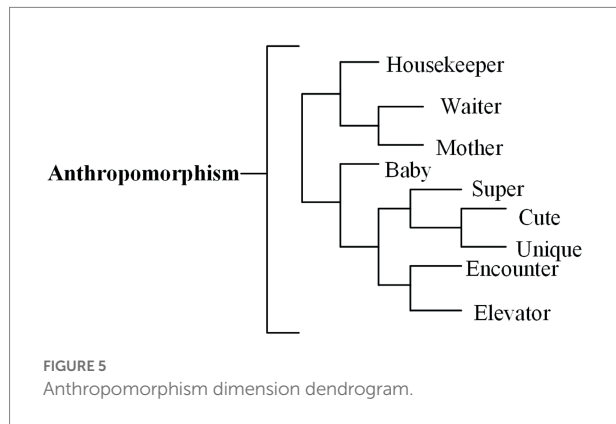 Housekeeper
Waiter
Mother
Anthropomorphism
Baby
Super
Cute
Unique
Encounter
Elevator
FIGURE 5
Anthropomorphism dimension dendrogram.